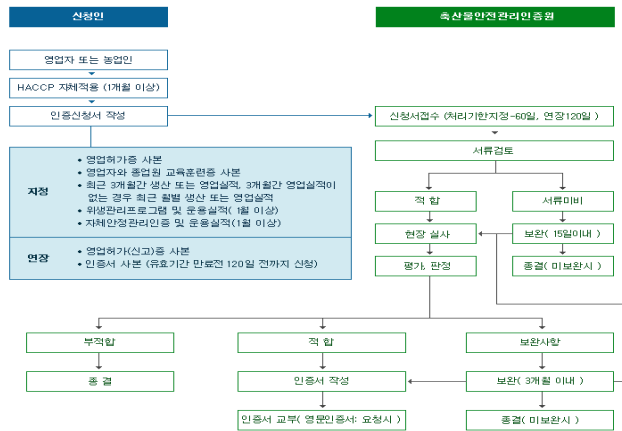 신청인
축산물안전관리인증원
영업자 또는 농업인
HACCP 자체적용 (1개월 이상)
인증신청서 작성
신청서접수 (처리기한지정-60일, 연장120일 )
서류검토
지정
• 영업허가증 사본
• 영업자와 종업원 교육훈련증 사본
• 최근 3개월간 생산 또는 영업실적, 3개월간 영업실적이
없는 경우 최근 월별 생산 또는 영업실적
• 위생관리프로그램 및 운용실적( 1월 이상)
• 자체안정관리인증 및 운용실적(1월 이상)
연장
• 영업허가(신고)증 사본
• 인증서 사본 (유효기간 만료전 120일 전까지 신청)
적 합
서류미비
현장 실사
보완( 15일이내 )
평가, 판정
종결( 미보완시 )
부적합
적 합
보완사항
종 결
인증서 작성
보완( 3개월 이내 )
인증서 교부( 영문인증서: 요청시 )
종결( 미보완시 )